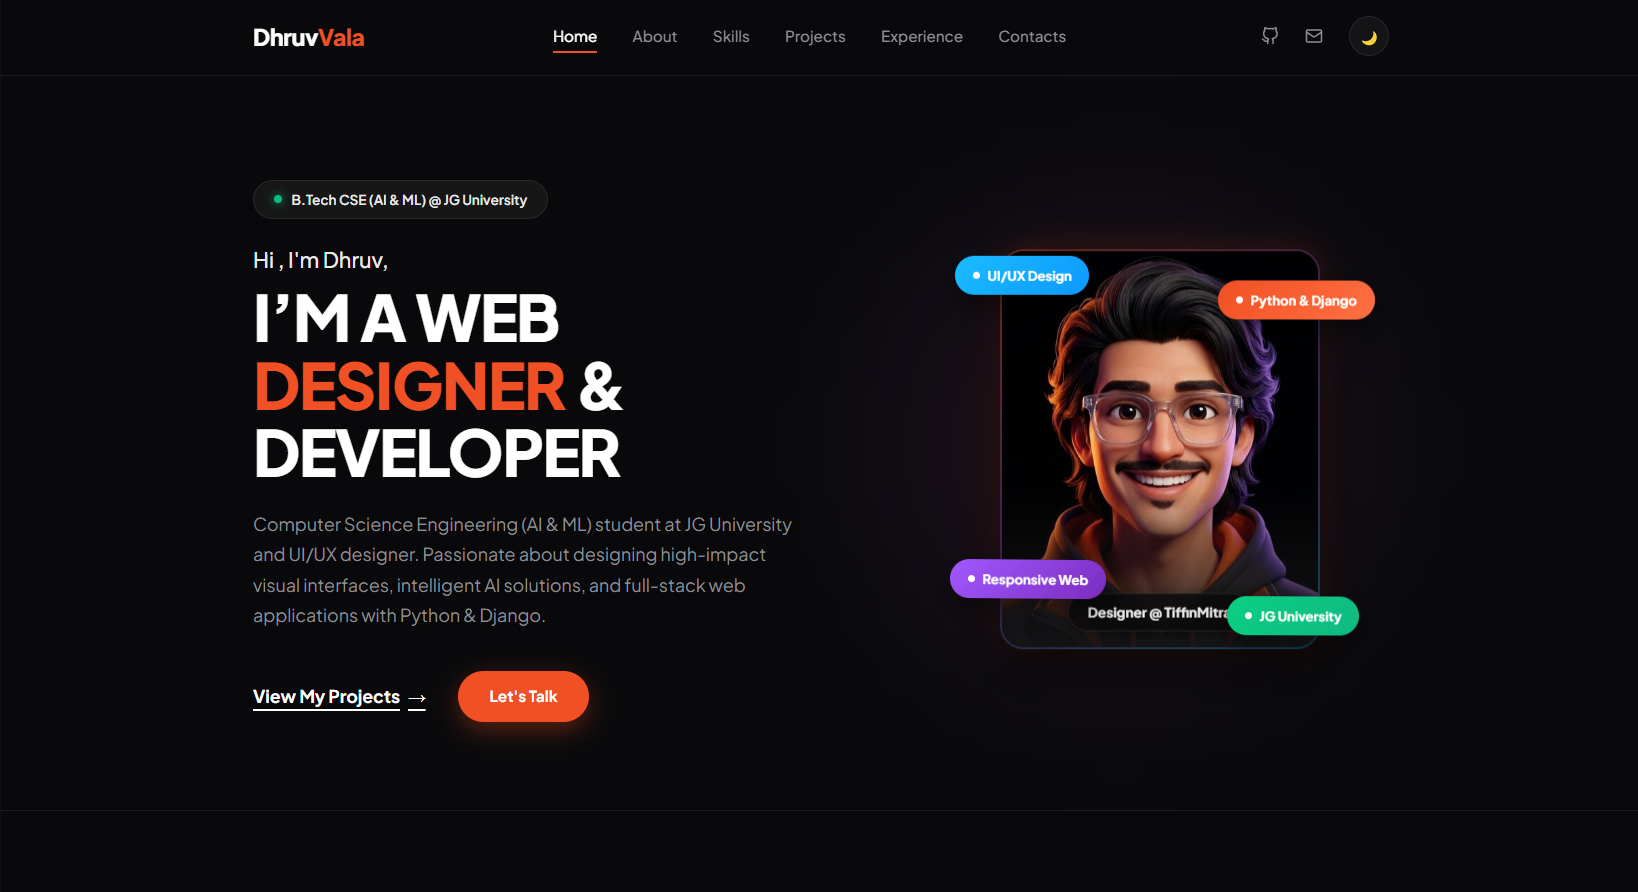 DhruvVala
Home
About
Skills
Projects
Experience
Contacts
B.Tech CSE (AI & ML) @ JG University
Hi , I'm Dhruv,
I’M A WEB
DESIGNER &
DEVELOPER
Computer Science Engineering (AI & ML) student at JG University
and UI/UX designer. Passionate about designing high-impact
visual interfaces, intelligent AI solutions, and full-stack web
applications with Python & Django.
View My Projects →
Let's Talk
UI/UX Design
Python & Django
Responsive Web
Designer @ TiffinMitra
JG University